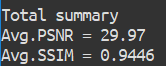 Total summary
Avg.PSNR = 29.97
Avg.SSIM = 0.9446